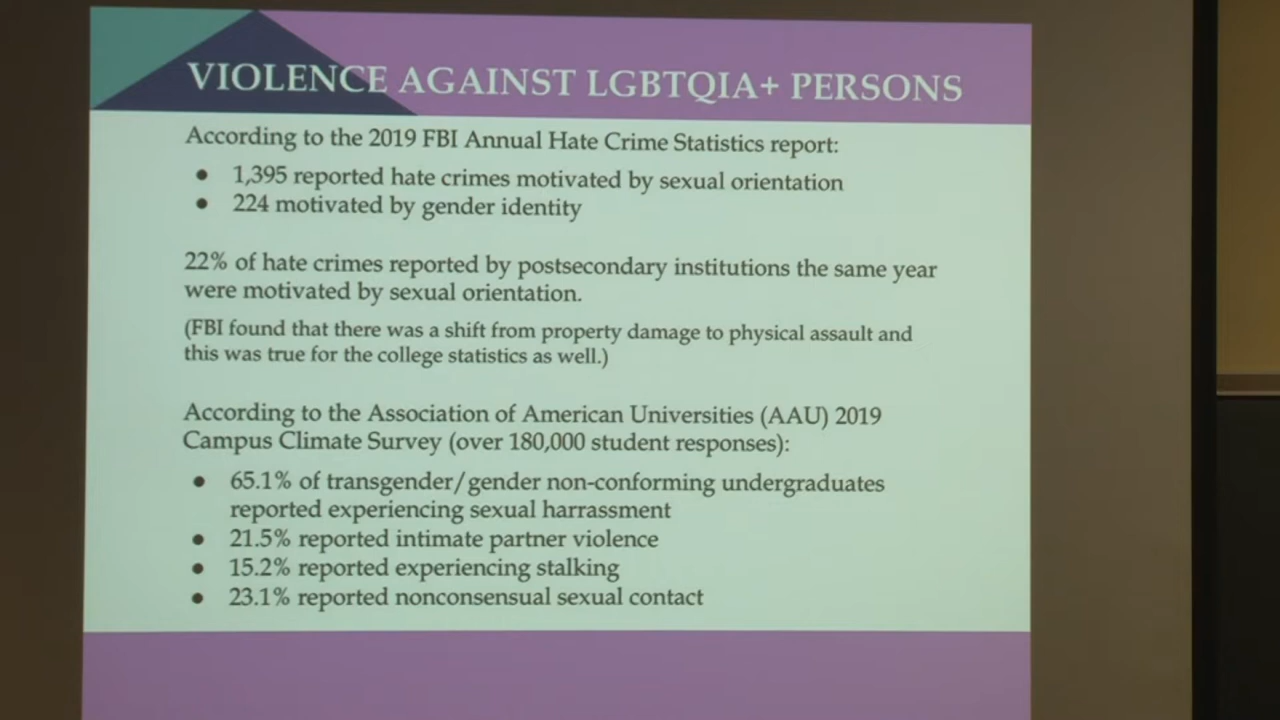 VIOLENCE AGAINST LGBTQIA+ PERSONS
According to the 2019 FBI Annual Hate Crime Statistics report:
● 1,395 reported hate crimes motivated by sexual orientation
● 224 motivated by gender identity
22% of hate crimes reported by postsecondary institutions the same year
were motivated by sexual orientation.
(FBI found that there was a shift from property damage to physical assault and
this was true for the college statistics as well.)
According to the Association of American Universities (AAU) 2019
Campus Climate Survey (over 180,000 student responses):
● 65.1% of transgender/gender non-conforming undergraduates
reported experiencing sexual harrassment
● 21.5% reported intimate partner violence
● 15.2% reported experiencing stalking
● 23.1% reported nonconsensual sexual contact